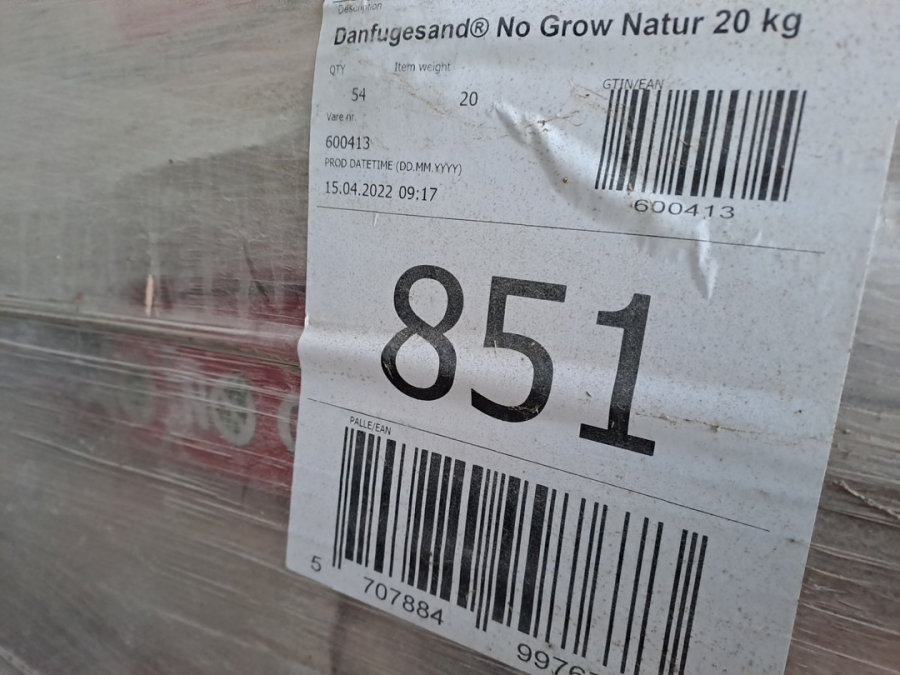 Description
Danfugesand® No Grow Natur 20 kg
QTY Item weight
54 20
GTIN/EAN
Vare nr.
600413
PROD DATETIME (DD.MM.YYYY)
15.04.2022 09:17
600413
851
PALLE/EAN
5 707884